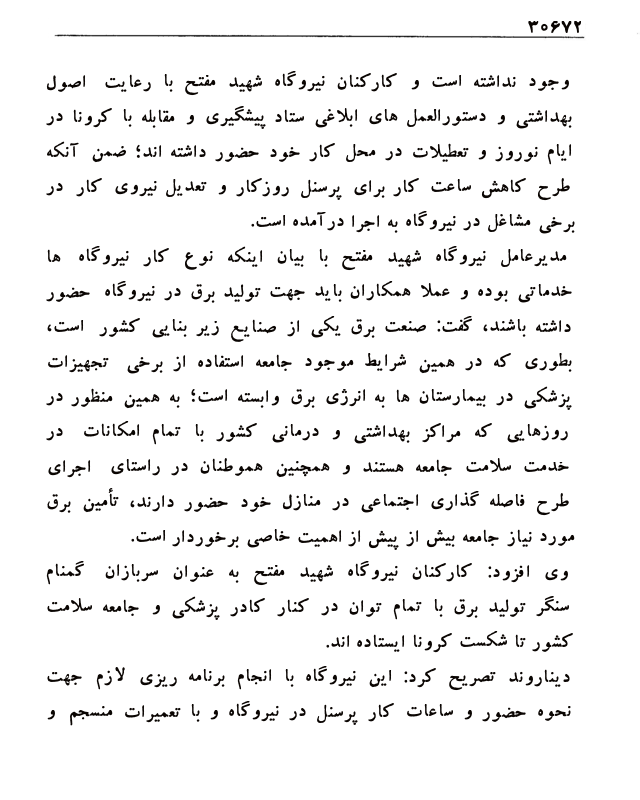 ۳۰۶۷۲
وجود نداشته است و کارکنان نیروگاه شهید مفتح با رعایت اصول
بهداشتی و دستورالعمل های ابلاغی ستاد پیشگیری و مقابله با کرونا در
ایام نوروز و تعطیلات در محل کار خود حضور داشته اند؛ ضمن آنکه
طرح کاهش ساعت کار برای پرسنل روزکار و تعدیل نیروی کار در
برخی مشاغل در نیروگاه به اجرا درآمده است.
مدیرعامل نیروگاه شهید مفتح با بیان اینکه نوع کار نیروگاه ها
خدماتی بوده و عملا همکاران باید جهت تولید برق در نیروگاه حضور
داشته باشند، گفت: صنعت برق یکی از صنایع زیر بنایی کشور است،
بطوری که در همین شرایط موجود جامعه استفاده از برخی تجهیزات
پزشکی در بیمارستان ها به انرژی برق وابسته است؛ به همین منظور در
روزهایی که مراکز بهداشتی و درمانی کشور با تمام امکانات در
خدمت سلامت جامعه هستند و همچنین هموطنان در راستای اجرای
طرح فاصله گذاری اجتماعی در منازل خود حضور دارند، تأمین برق
مورد نیاز جامعه بیش از پیش از اهمیت خاصی برخوردار است.
وی افزود: کارکنان نیروگاه شهید مفتح به عنوان سربازان گمنام
سنگر تولید برق با تمام توان در کنار کادر پزشکی و جامعه سلامت
کشور تا شکست کرونا ایستاده اند.
دیناروند تصریح کرد: این نیروگاه با انجام برنامه ریزی لازم جهت
نحوه حضور و ساعات کار پرسنل در نیروگاه و با تعمیرات منسجم و